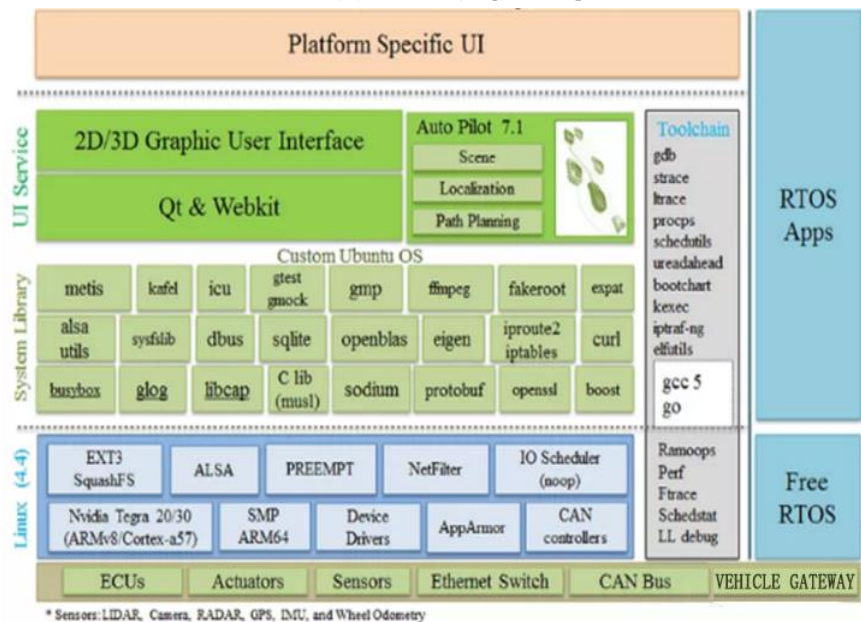 Platform Specific UI
UI Service
2D/3D Graphic User Interface
Qt & Webkit
Auto Pilot 7.1
Scene
Localization
Path Planning
Custom Ubuntu OS
System Library
metis
kafel
icu
gtest
gmock
gmp
ffmpeg
fakeroot
expat
alsa
utils
sysfslib
dbus
sqlite
openblas
eigen
iproute2
iptables
curl
busybox
glog
libcap
C lib
(musl)
sodium
protobuf
openssl
boost
Linux (4.4)
EXT3
SquashFS
ALSA
PREEMPT
NetFilter
IO Scheduler
(noop)
Nvidia Tegra 20/30
(ARMv8/Cortex-a57)
SMP
ARM64
Device
Drivers
AppArmor
CAN
controllers
Toolchain
gdb
strace
ltrace
procps
schedutils
ureadahead
bootchart
kexec
iptraf-ng
elfutils
gcc 5
go
Ramoops
Perf
Ftrace
Schedstat
LL debug
RTOS
Apps
Free
RTOS
ECUs
Actuators
Sensors
Ethernet Switch
CAN Bus
VEHICLE GATEWAY
* Sensors: LIDAR, Camera, RADAR, GPS, IMU, and Wheel Odometry